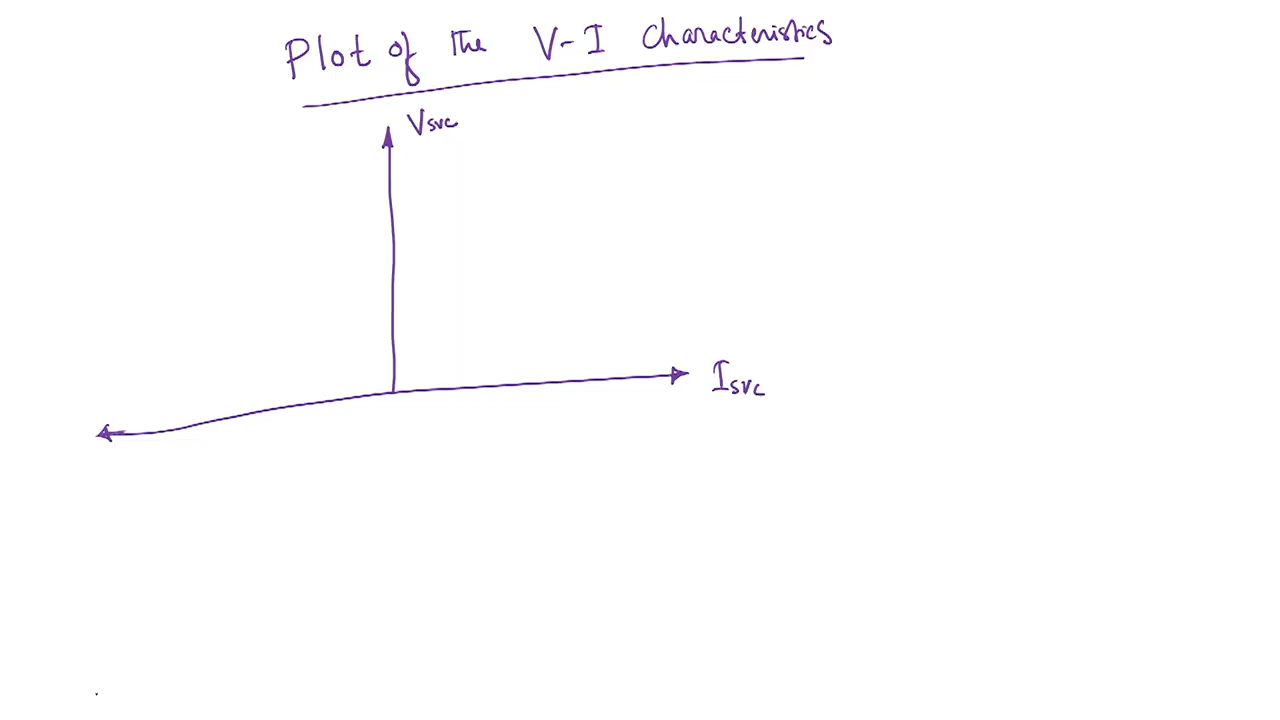 Plot of the V-I characteristics
Vsvc
Isvc